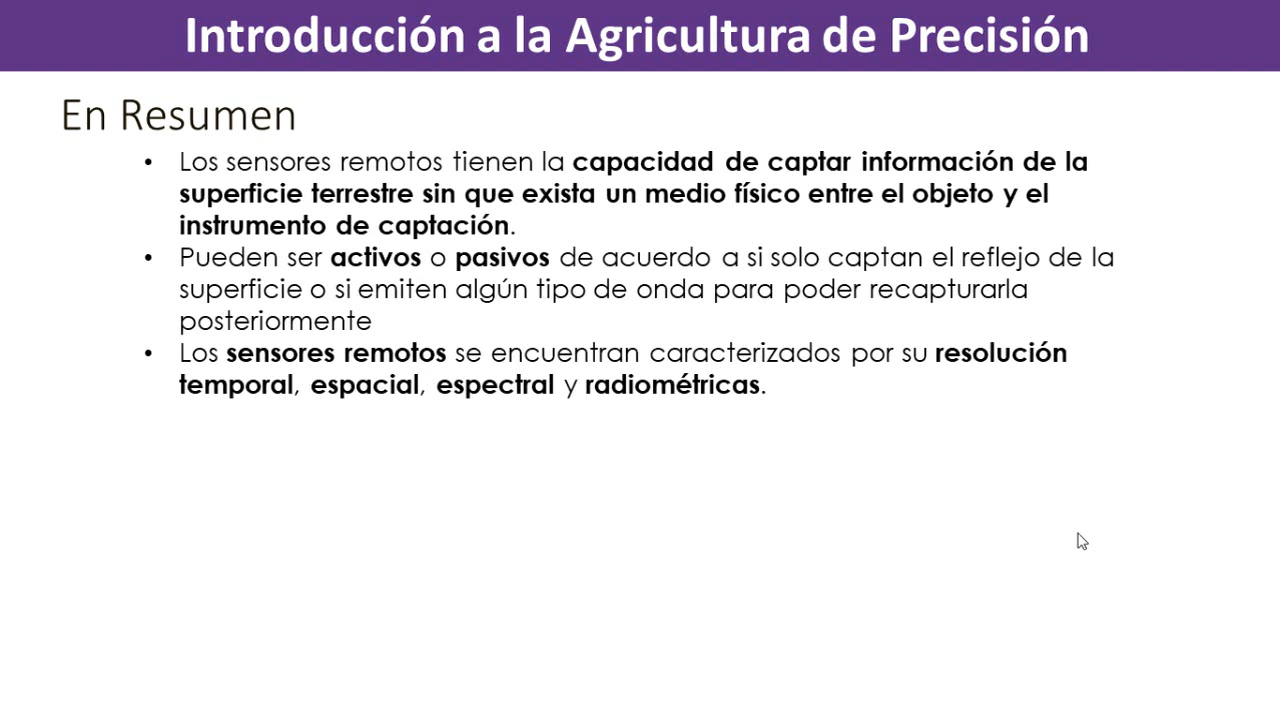 Introducción a la Agricultura de Precisión
En Resumen
• Los sensores remotos tienen la capacidad de captar información de la
superficie terrestre sin que exista un medio físico entre el objeto y el
instrumento de captación.
• Pueden ser activos o pasivos de acuerdo a si solo captan el reflejo de la
superficie o si emiten algún tipo de onda para poder recapturarla
posteriormente
• Los sensores remotos se encuentran caracterizados por su resolución
temporal, espacial, espectral y radiométricas.